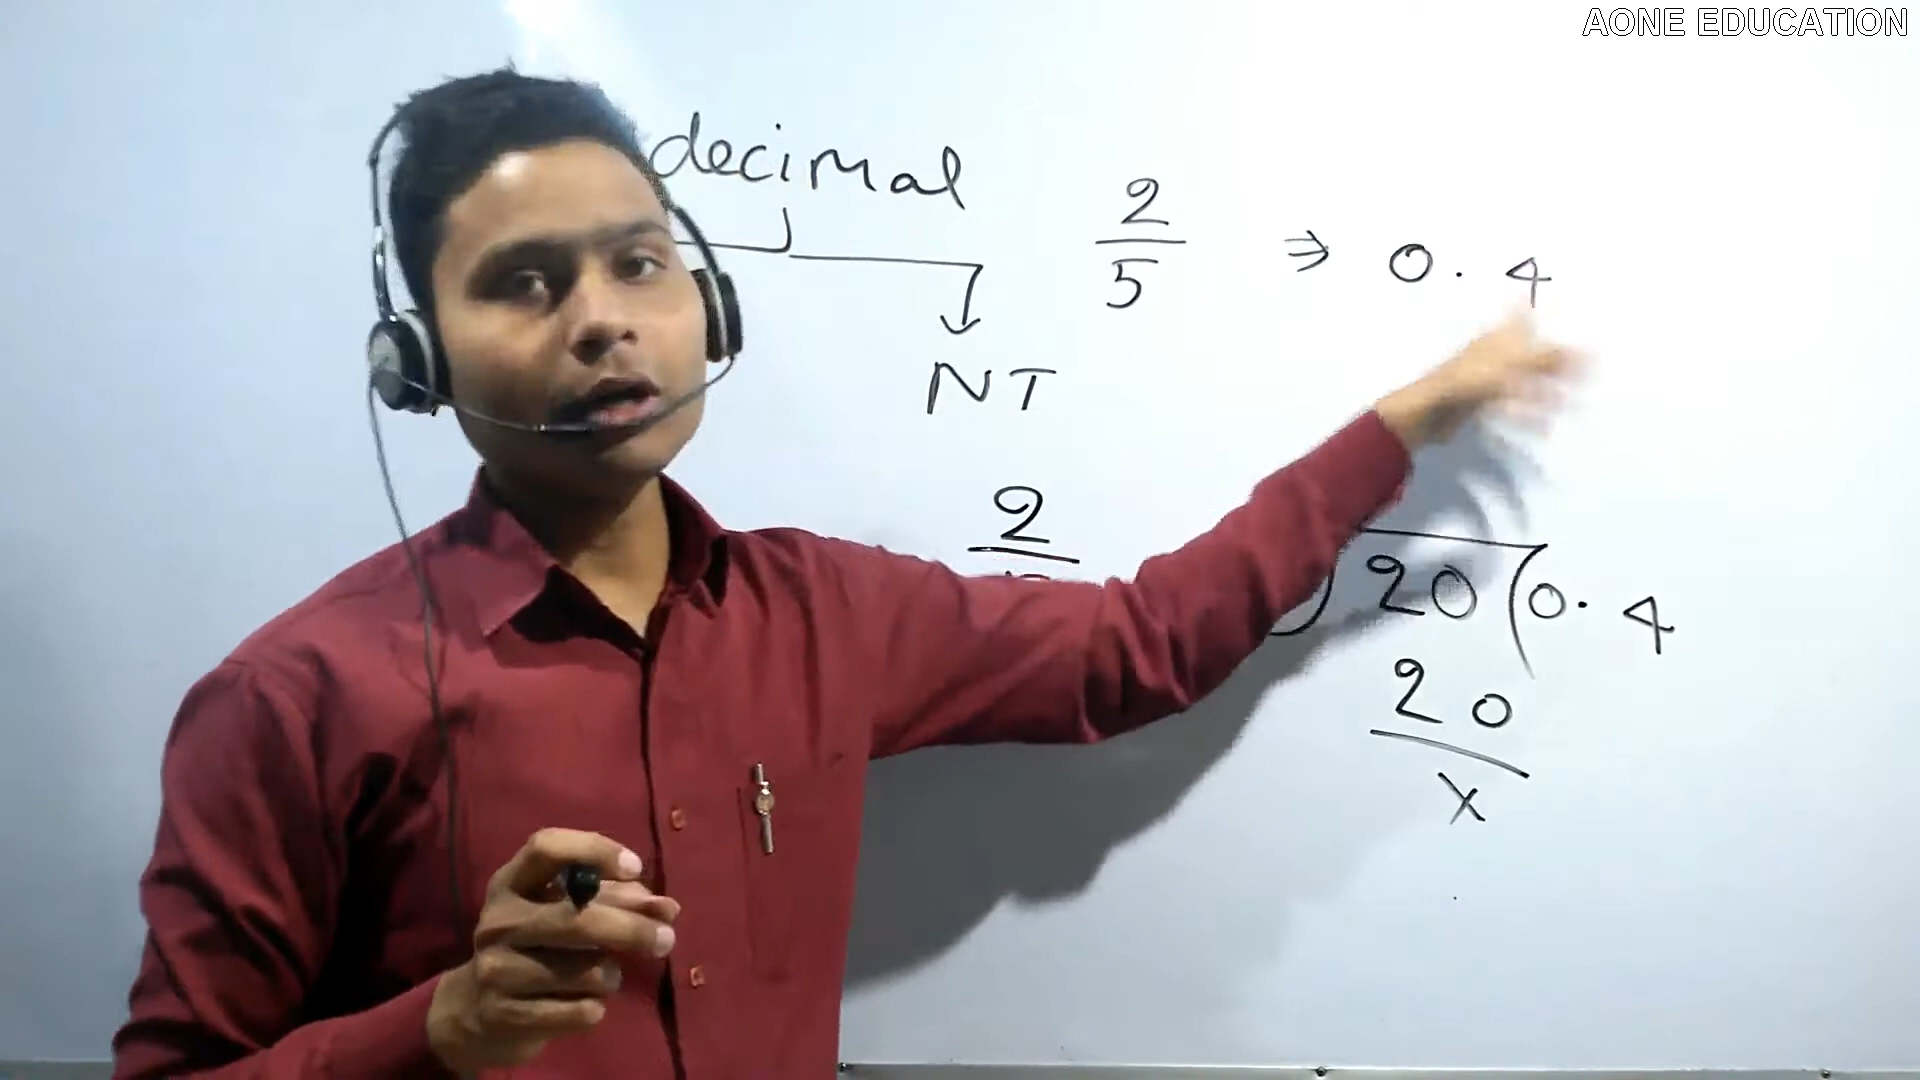 AONE EDUCATION
decimal
2
5
⇒ 0.4
NT
2
20 (0.4
20
x